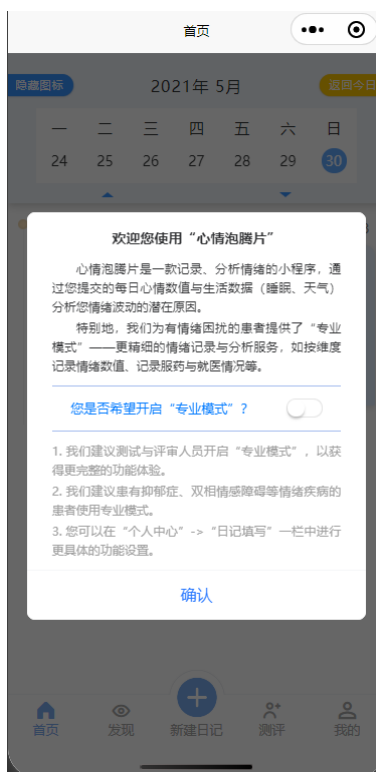 首页
隐藏图标
2021年 5月
返回今日
一 二 三 四 五 六 日
24 25 26 27 28 29 30
欢迎您使用“心情泡腾片”
心情泡腾片是一款记录、分析情绪的小程序，通
过您提交的每日心情数值与生活数据（睡眠、天气）
分析您情绪波动的潜在原因。
特别地，我们为有情绪困扰的患者提供了“专业
模式”——更精细的情绪记录与分析服务，如按维度
记录情绪数值、记录服药与就医情况等。
您是否希望开启“专业模式”？
1. 我们建议测试与评审人员开启“专业模式”，以获
得更完整的功能体验。
2. 我们建议患有抑郁症、双相情感障碍等情绪疾病的
患者使用专业模式。
3. 您可以在“个人中心”->“日记填写”一栏中进行
更具体的功能设置。
确认
首页 发现 新建日记 测评 我的